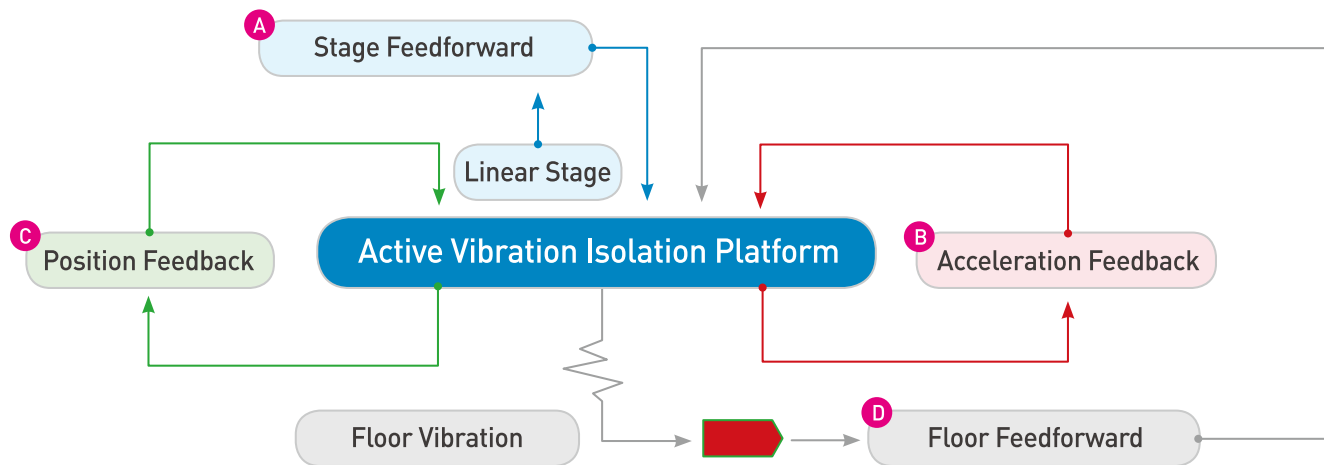 A
Stage Feedforward
Linear Stage
C
Position Feedback
Active Vibration Isolation Platform
B
Acceleration Feedback
Floor Vibration
D
Floor Feedforward